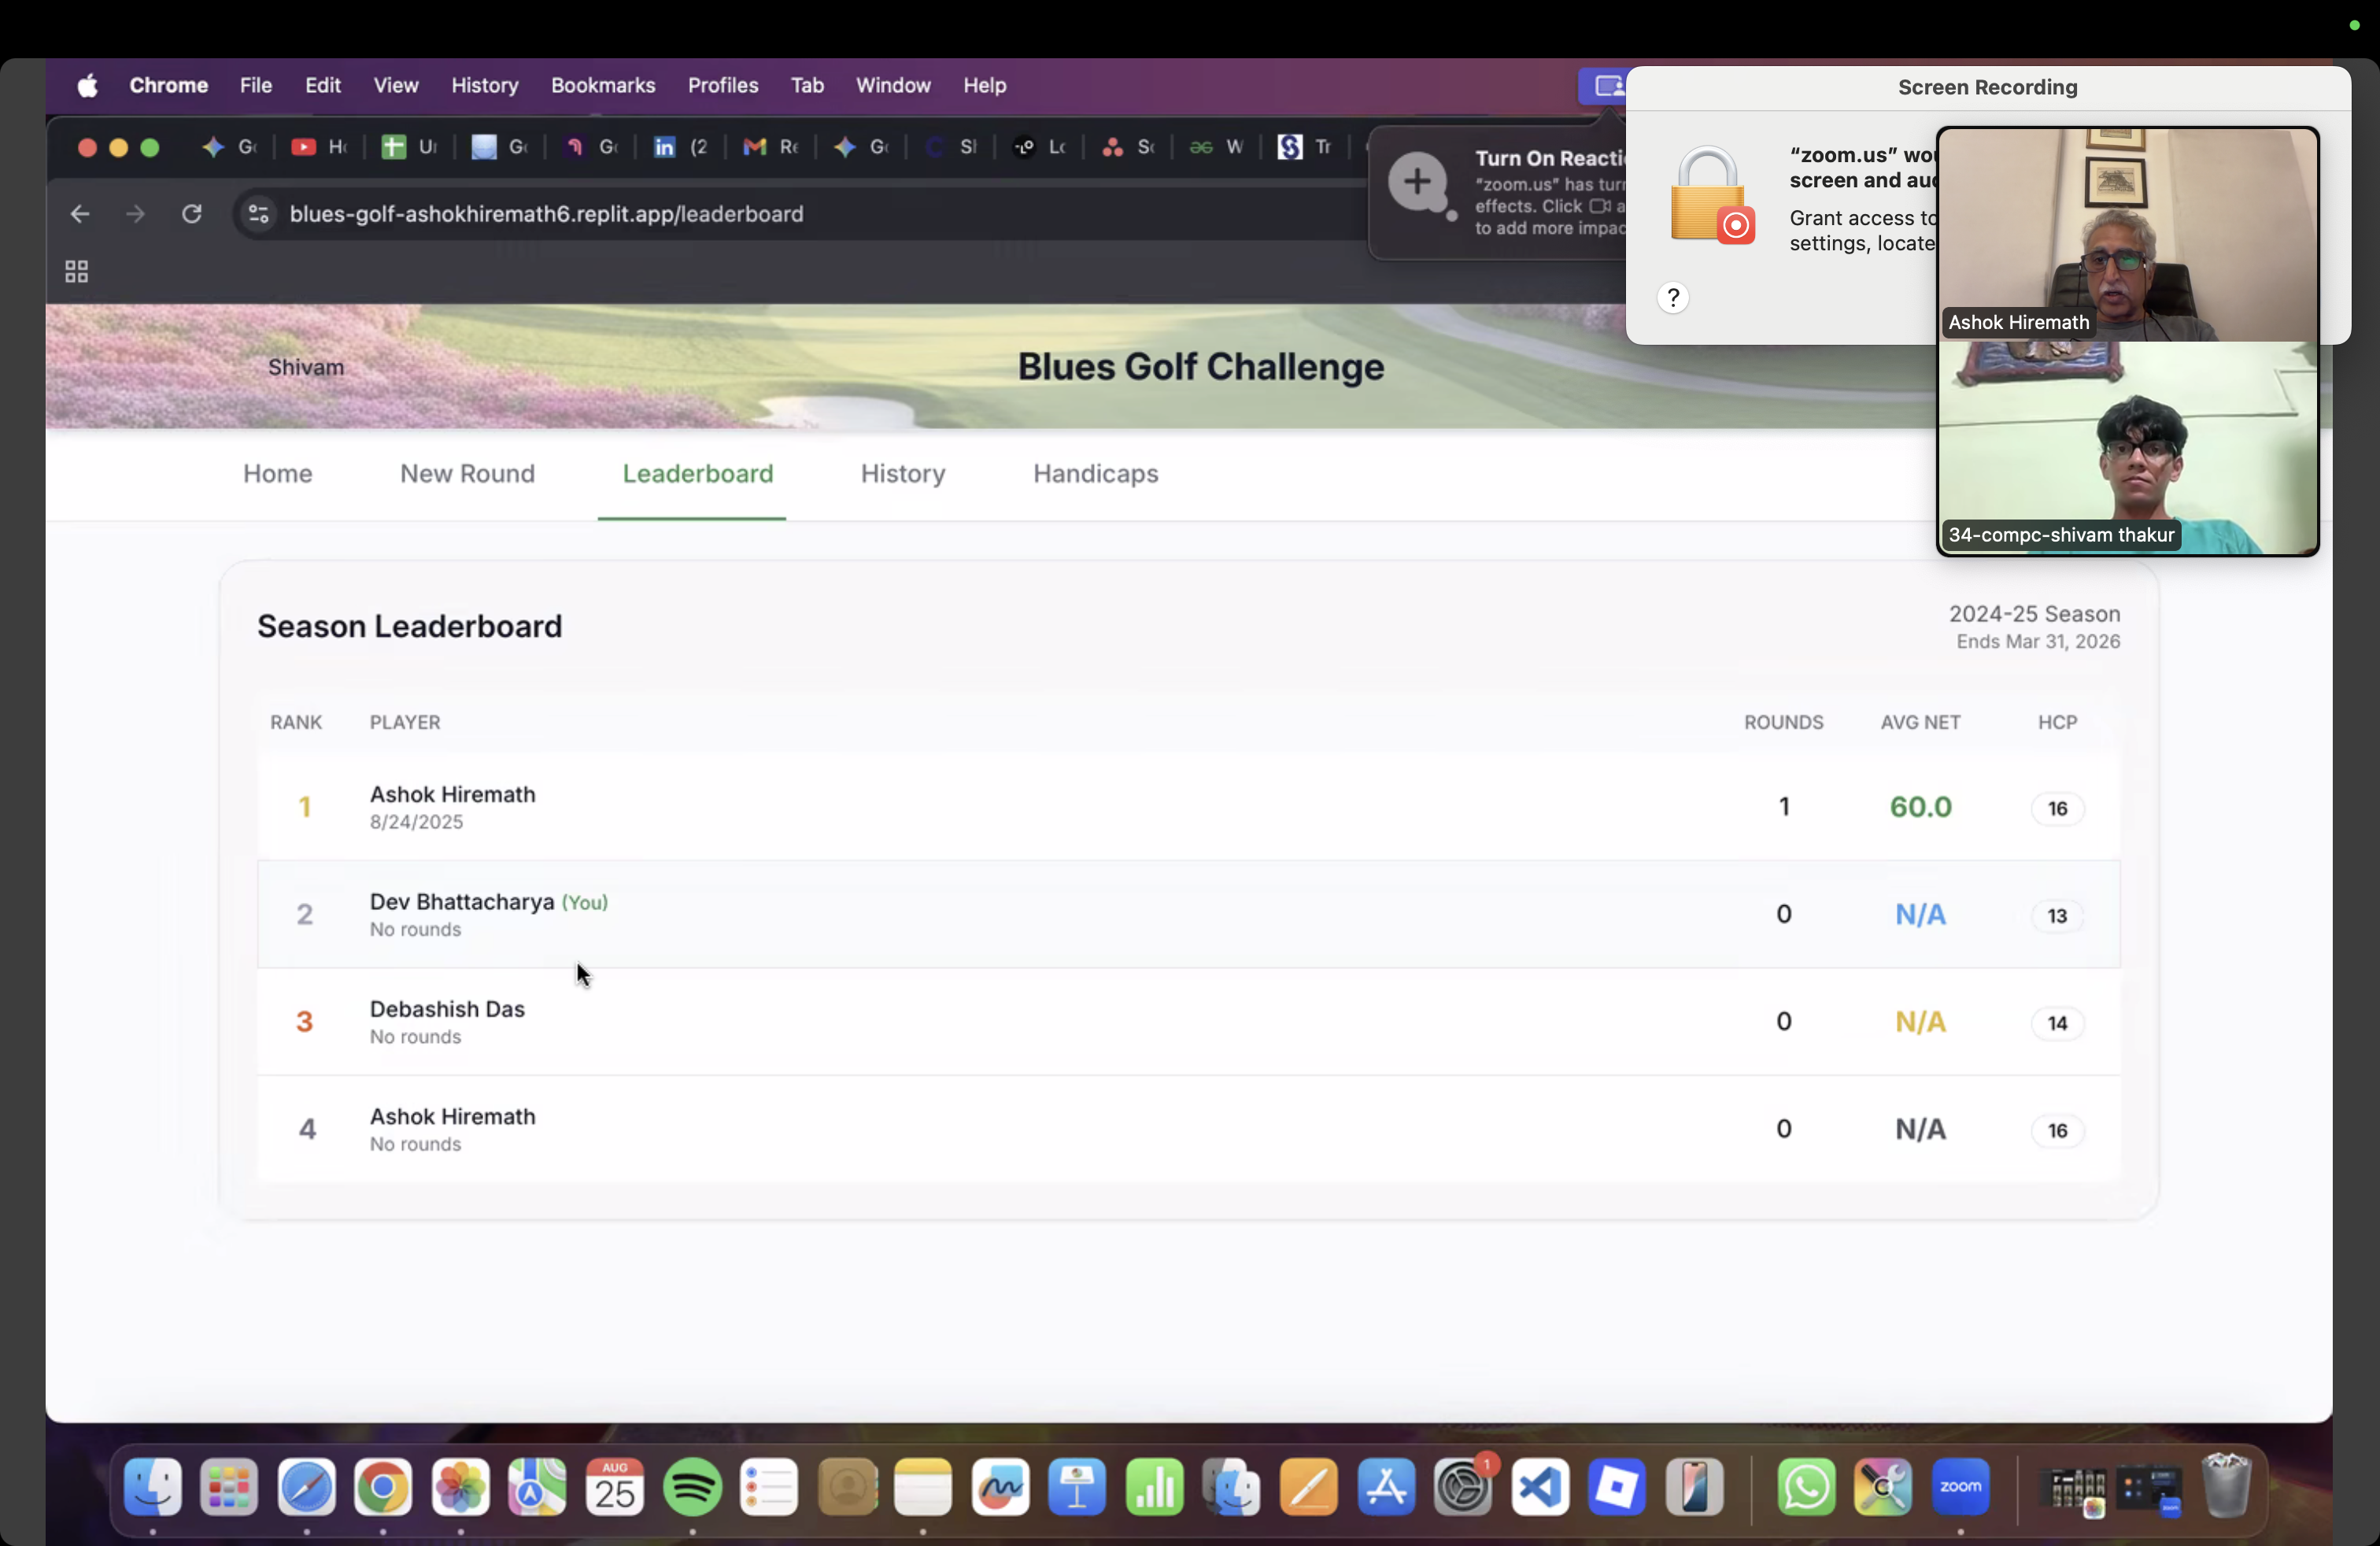 Chrome File Edit View History Bookmarks Profiles Tab Window Help
Screen Recording
in (2
W
Tr
Turn On Reacti
"zoom.us" has turn
effects. Click
to add more impac
"zoom.us" wou
screen and aud
Grant access to
settings, locate
?
Ashok Hiremath
34-compc-shivam thakur
blues-golf-ashokhiremath6.replit.app/leaderboard
Shivam
Blues Golf Challenge
Home New Round Leaderboard History Handicaps
Season Leaderboard
2024-25 Season
Ends Mar 31, 2026
RANK PLAYER ROUNDS AVG NET HCP
1 Ashok Hiremath 1 60.0 16
8/24/2025
2 Dev Bhattacharya (You) 0 N/A 13
No rounds
3 Debashish Das 0 N/A 14
No rounds
4 Ashok Hiremath 0 N/A 16
No rounds
AUG
25
1
zoom